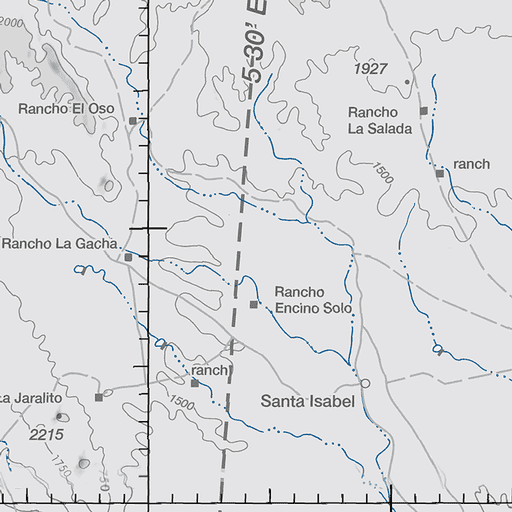 2000
5-30' E
1927
Rancho El Oso
Rancho
La Salada
1500
ranch
Rancho La Gacha
Rancho
Encino Solo
ranch
a Jaralito
1500
Santa Isabel
2215
1750